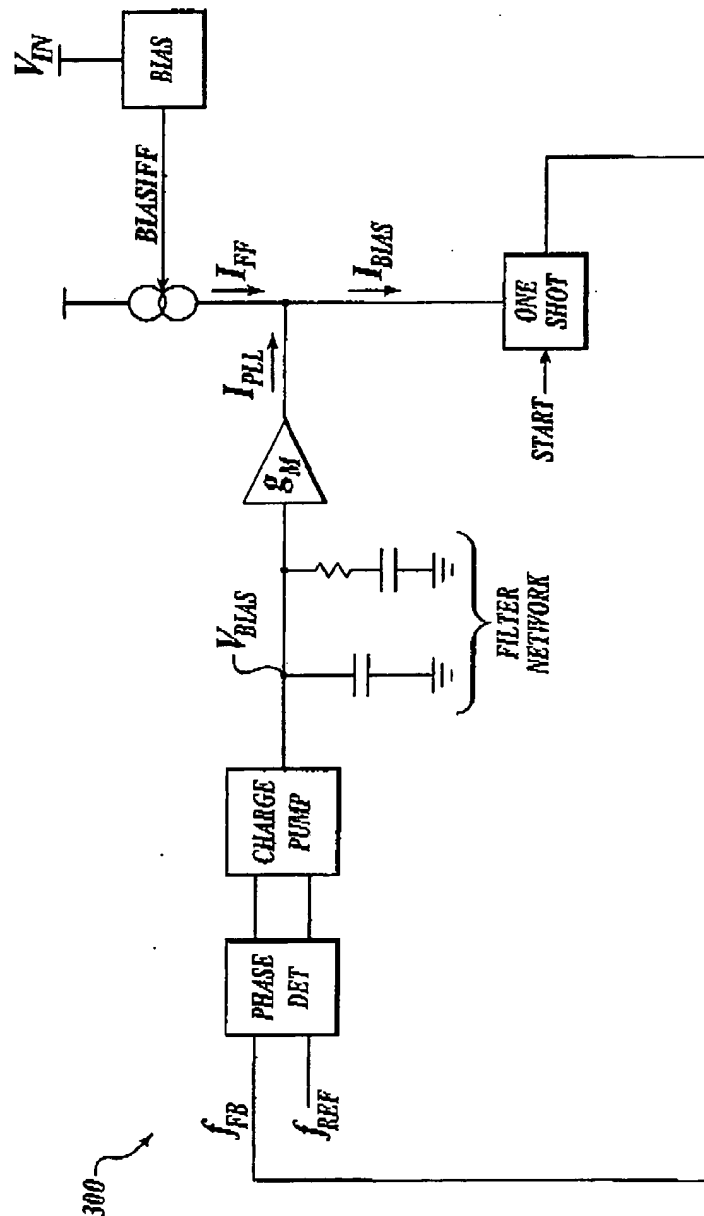 300
f_FB
f_REF
PHASE
DET
CHARGE
PUMP
V_BIAS
FILTER
NETWORK
g_M
I_PLL
I_FF
I_BIAS
BIASIFF
V_IN
BIAS
START
ONE
SHOT